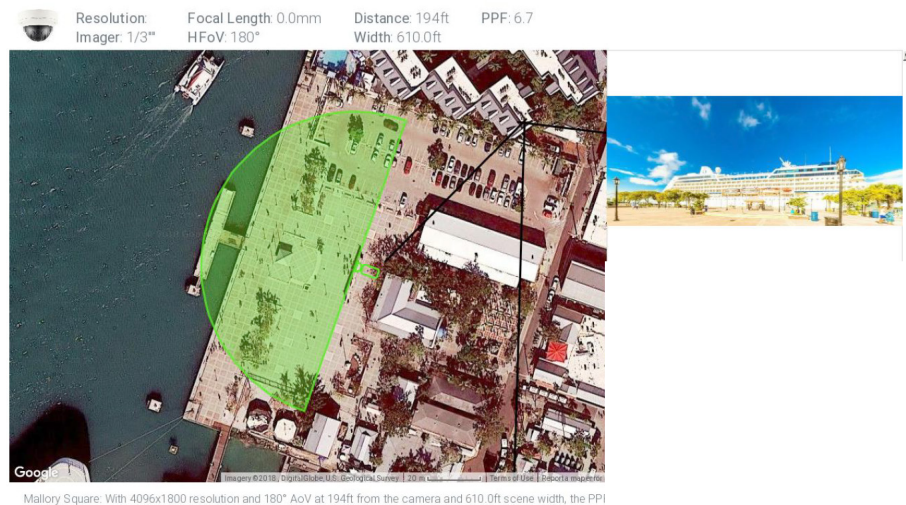 Resolution: Focal Length: 0.0mm Distance: 194ft PPF: 6.7
Imager: 1/3"" HFoV: 180° Width: 610.0ft
Google
Imagery ©2018, DigitalGlobe, U.S. Geological Survey 20 m Terms of Use Report a map error
Mallory Square: With 4096x1800 resolution and 180° AoV at 194ft from the camera and 610.0ft scene width, the PPF